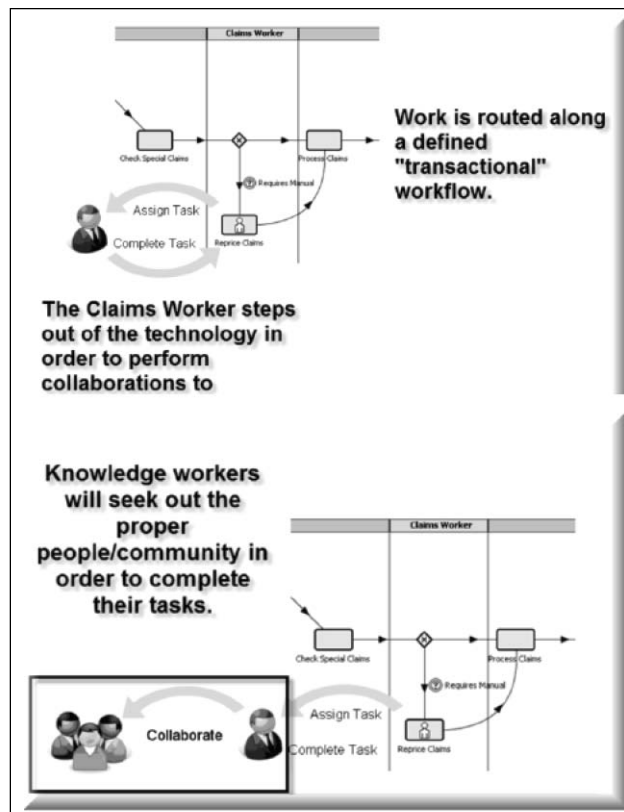 Claims Worker
Work is routed along
a defined
"transactional"
workflow.
Check Special Claims
Process Claims
Requires Manual
Assign Task
Complete Task
Reprice Claims
The Claims Worker steps
out of the technology in
order to perform
collaborations to
Knowledge workers
will seek out the
proper
people/community in
order to complete
their tasks.
Claims Worker
Check Special Claims
Process Claims
Requires Manual
Assign Task
Collaborate
Complete Task
Reprice Claims